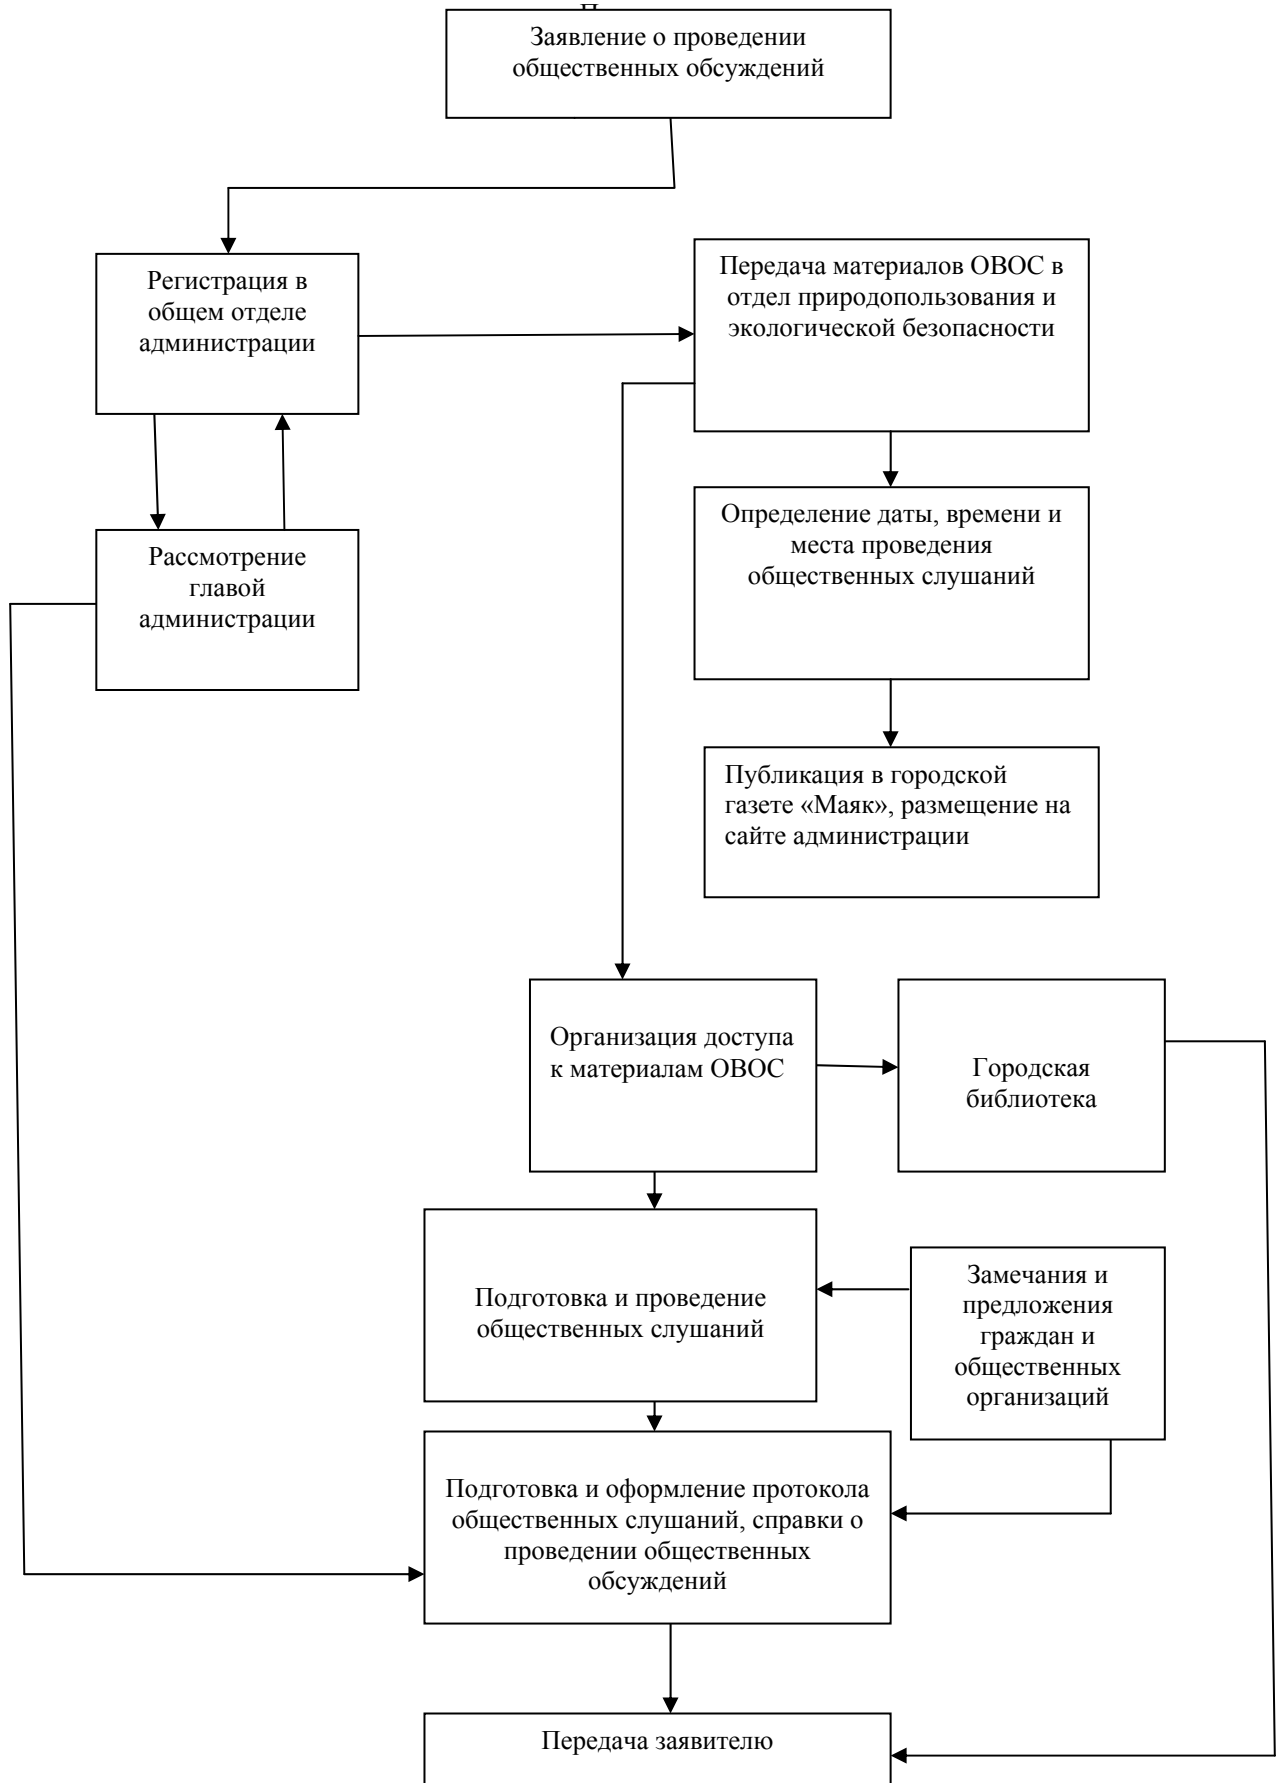 Заявление о проведении
общественных обсуждений
Регистрация в
общем отделе
администрации
Передача материалов ОВОС в
отдел природопользования и
экологической безопасности
Рассмотрение
главой
администрации
Определение даты, времени и
места проведения
общественных слушаний
Публикация в городской
газете «Маяк», размещение на
сайте администрации
Организация доступа
к материалам ОВОС
Городская
библиотека
Подготовка и проведение
общественных слушаний
Замечания и
предложения
граждан и
общественных
организаций
Подготовка и оформление протокола
общественных слушаний, справки о
проведении общественных
обсуждений
Передача заявителю